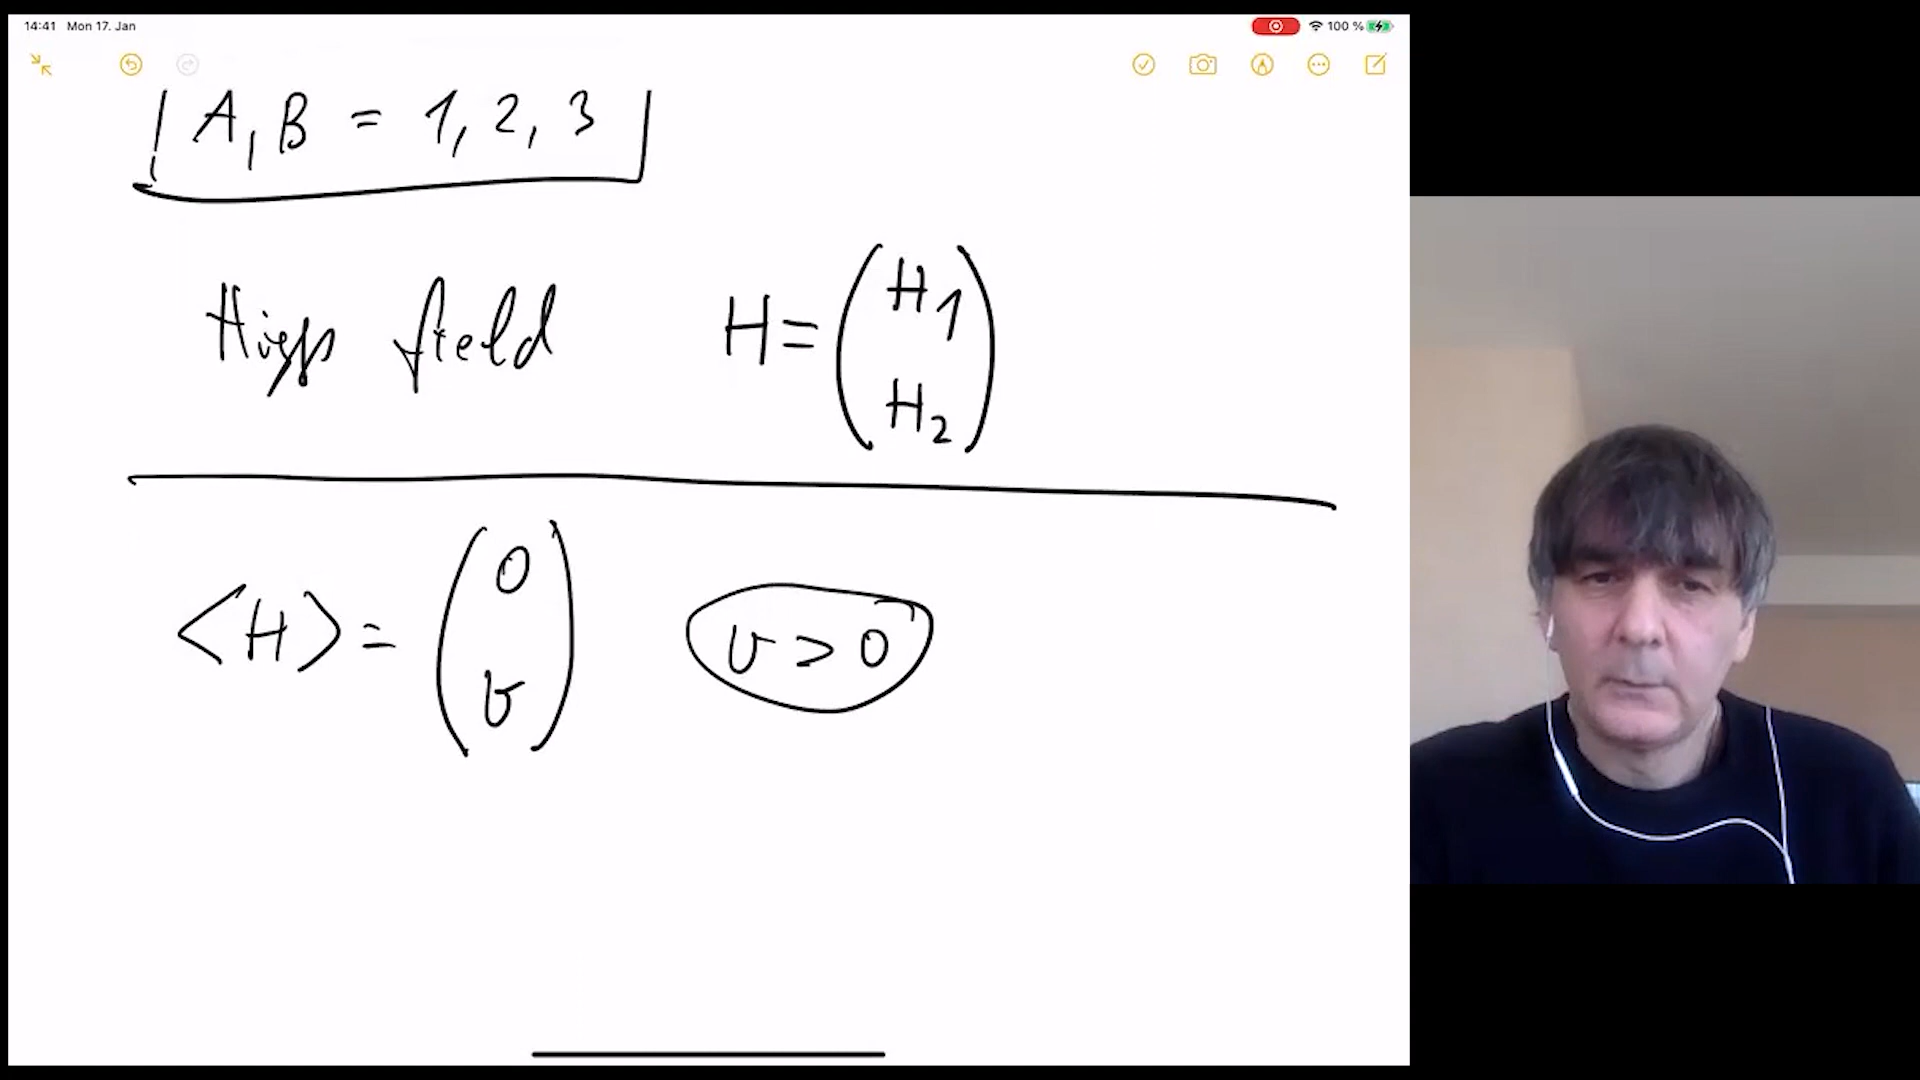 14:41 Mon 17. Jan 100 %
A, B = 1, 2, 3
Higgs field H = ( H1 H2 )
<H> = ( 0 v ) v > 0